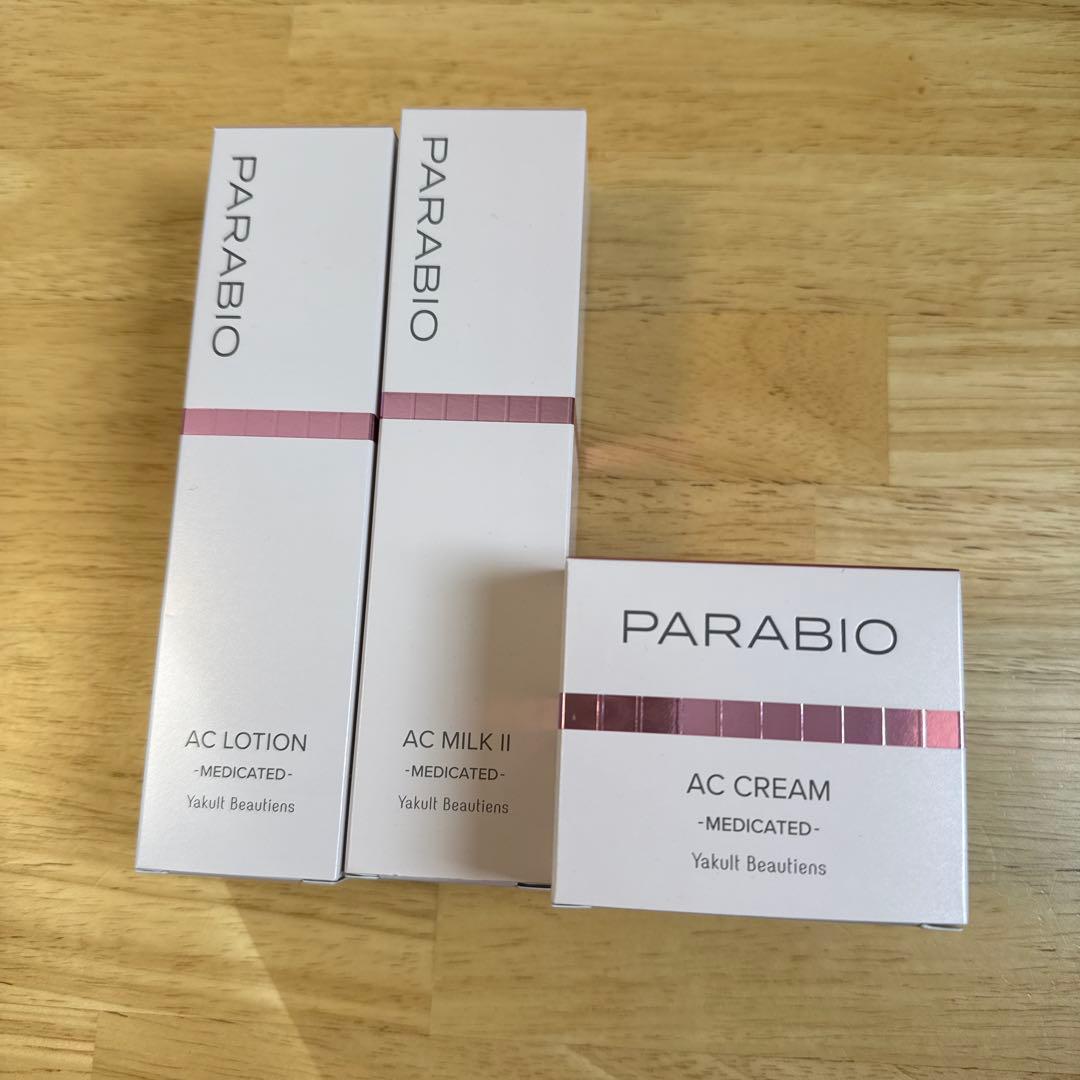 PARABIO
AC LOTION
-MEDICATED-
Yakult Beautiens
PARABIO
AC MILK II
-MEDICATED-
Yakult Beautiens
PARABIO
AC CREAM
-MEDICATED-
Yakult Beautiens